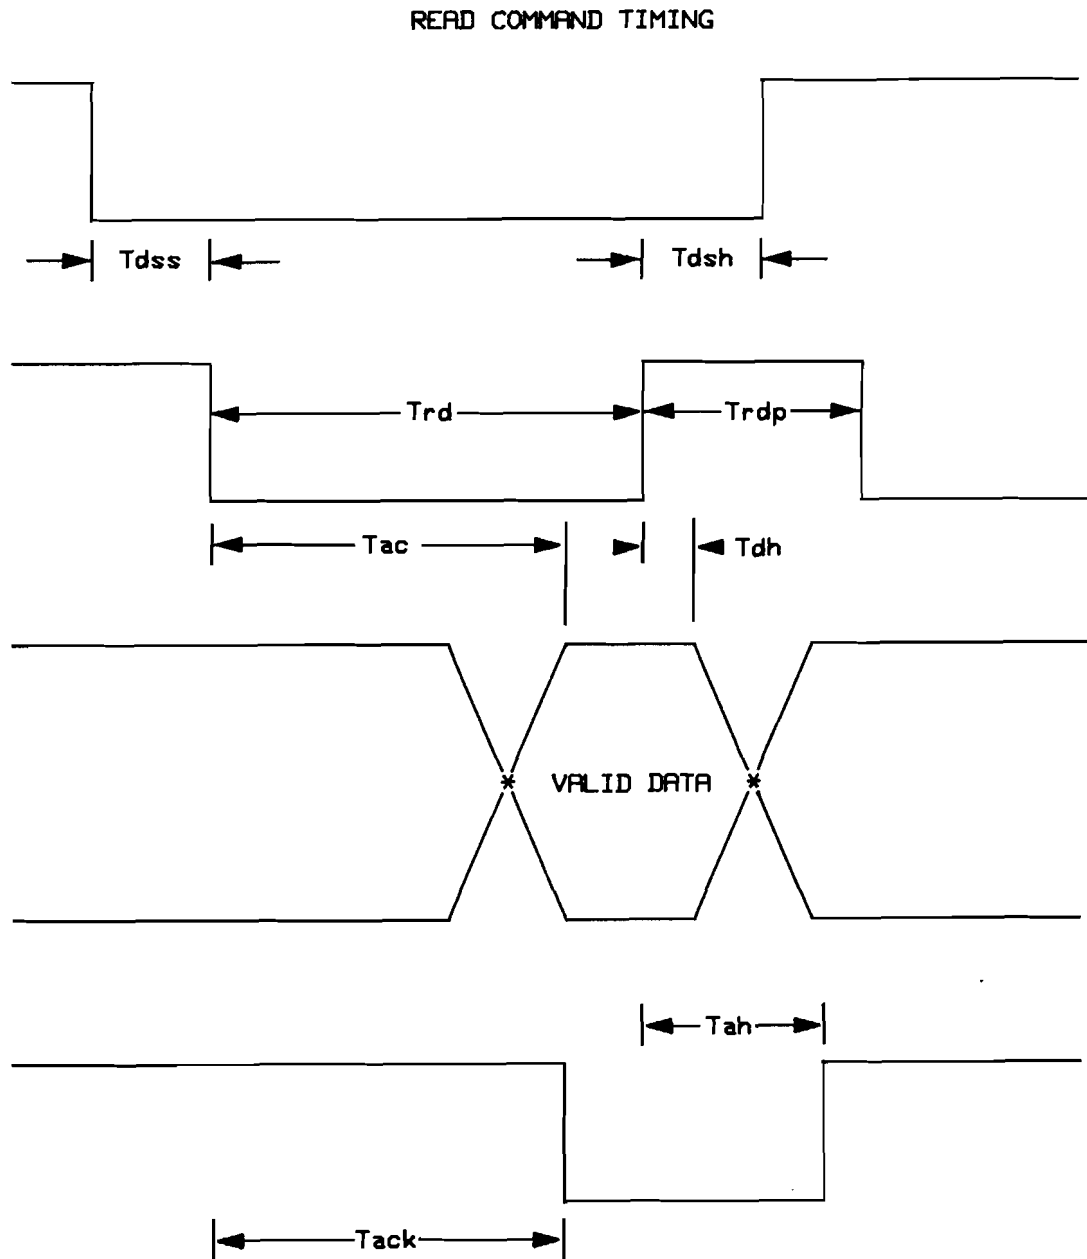 READ COMMAND TIMING
Tdss
Tdsh
Trd
Trdp
Tac
Tdh
* VALID DATA *
Tah
Tack